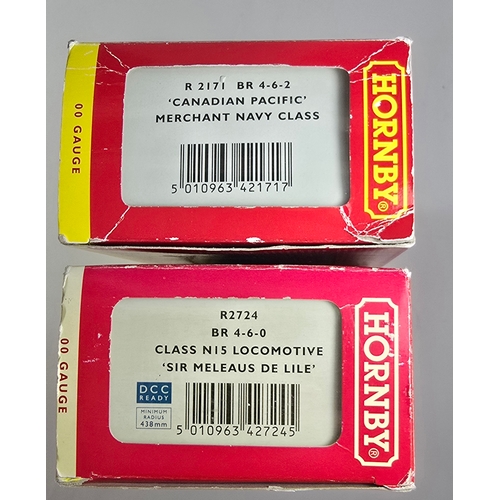 00 GAUGE
R 2171 BR 4-6-2
'CANADIAN PACIFIC'
MERCHANT NAVY CLASS
5 010963 421717
HORNBY®
00 GAUGE
R2724
BR 4-6-0
CLASS N15 LOCOMOTIVE
'SIR MELEAUS DE LILE'
DCC
READY
MINIMUM
RADIUS
438mm
5 010963 427245
HORNBY®